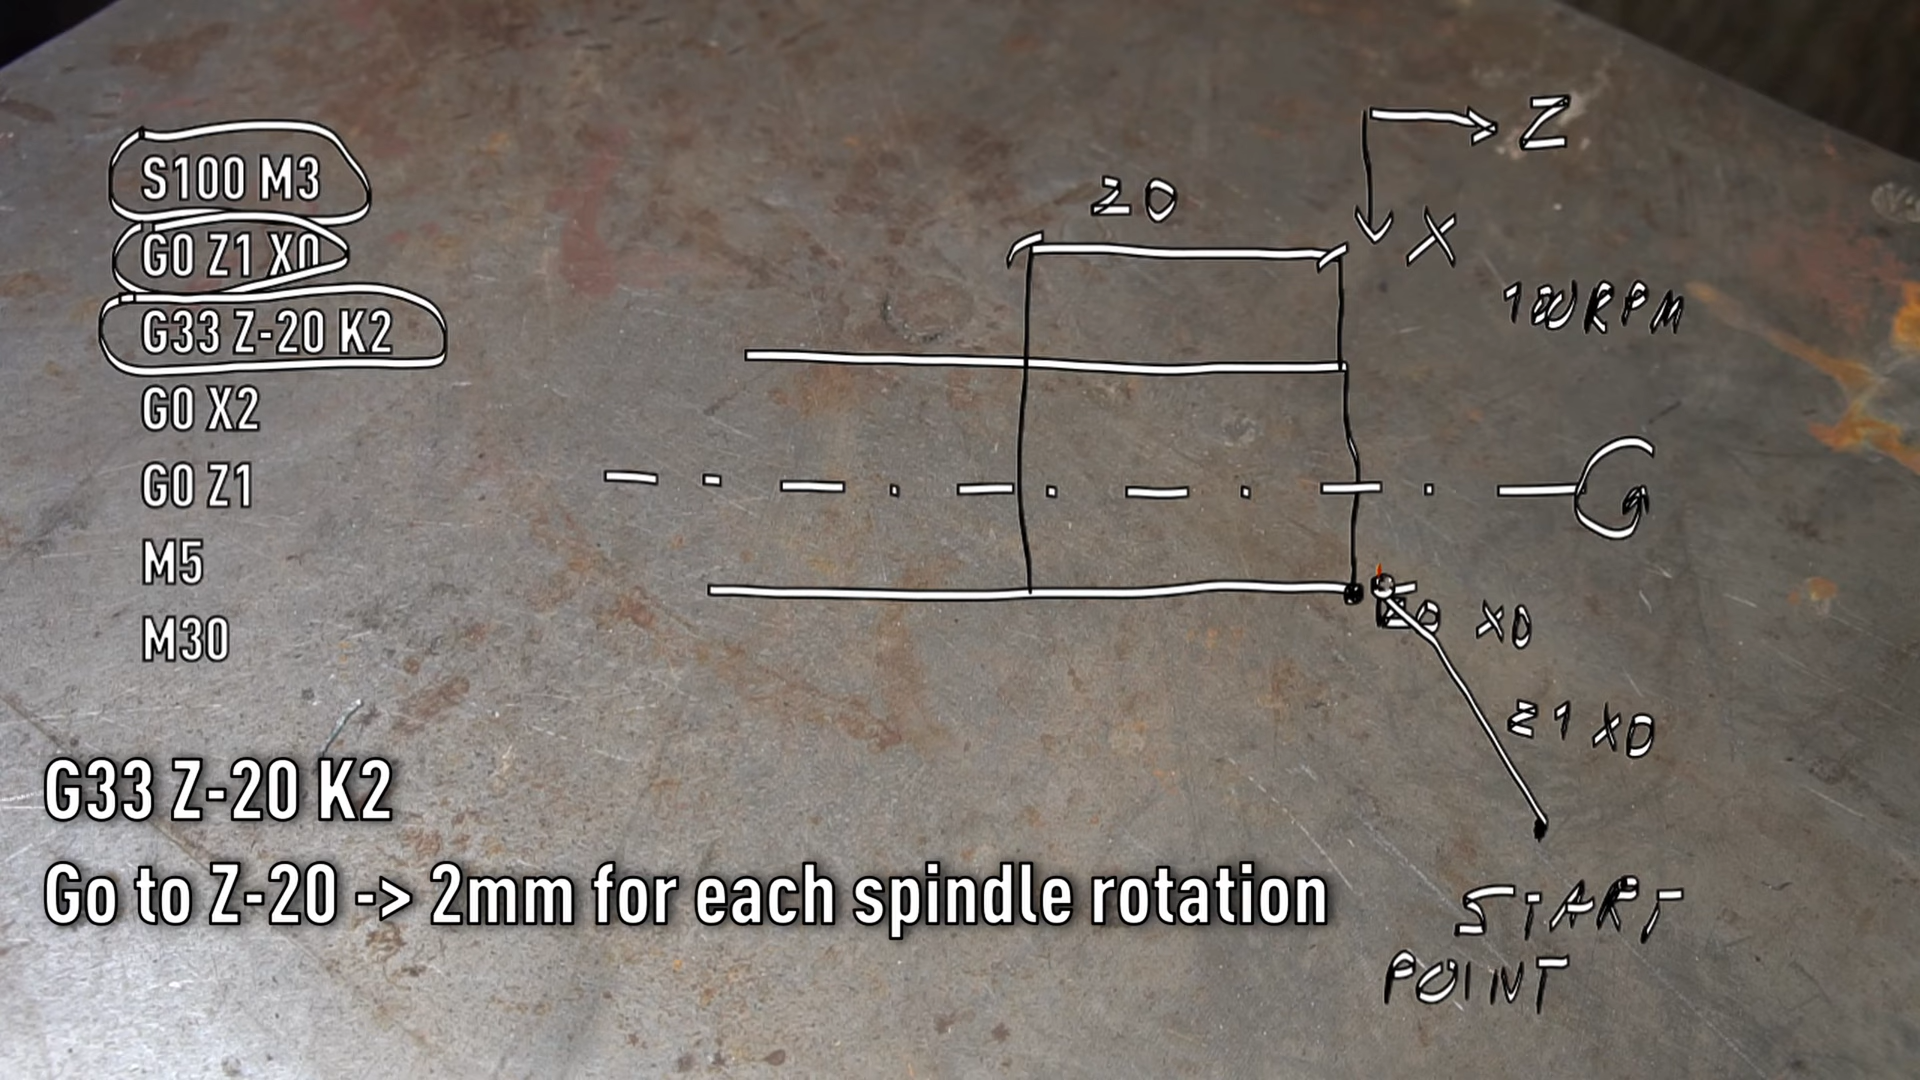 S100 M3
G0 Z1 X0
G33 Z-20 K2
G0 X2
G0 Z1
M5
M30
Z
20
X
100RPM
Z0 X0
Z1 X0
START
POINT
G33 Z-20 K2
Go to Z-20 -> 2mm for each spindle rotation